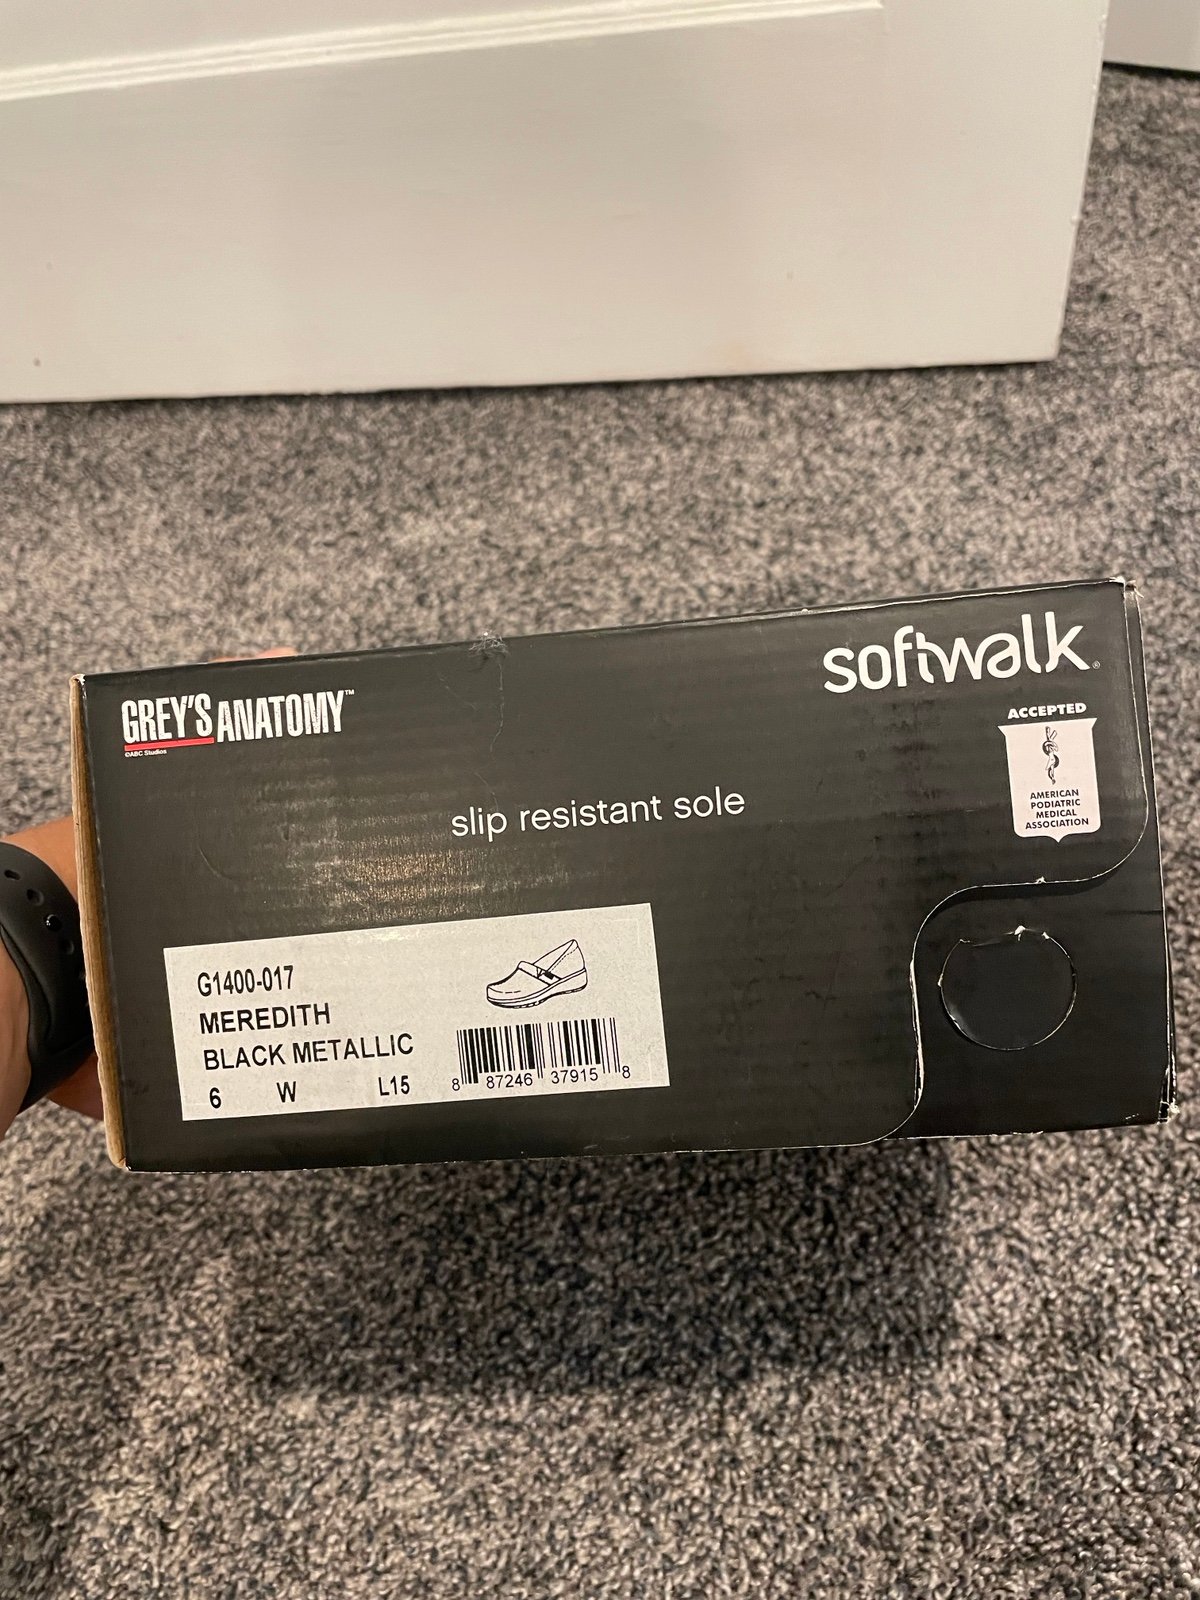 GREY'S ANATOMY™
©ABC Studios
softwalk®
ACCEPTED
AMERICAN
PODIATRIC
MEDICAL
ASSOCIATION
slip resistant sole
G1400-017
MEREDITH
BLACK METALLIC
6 W L15
8 87246 37915 8